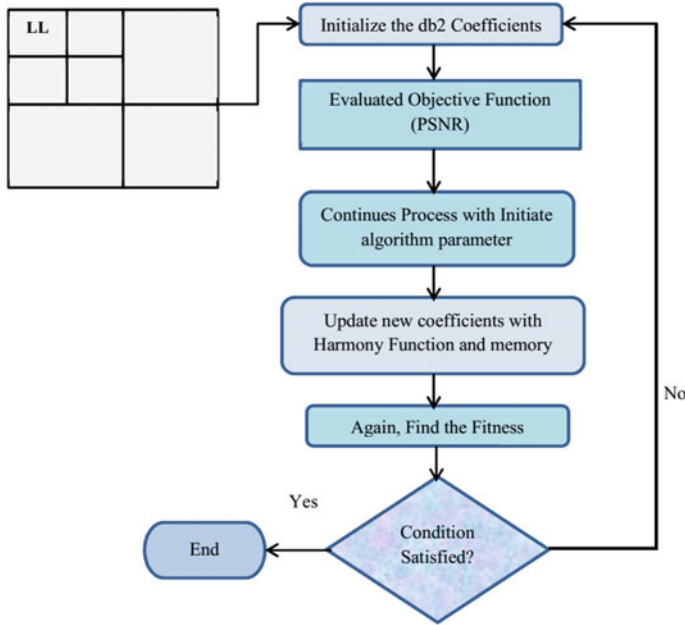 LL
Initialize the db2 Coefficients
Evaluated Objective Function
(PSNR)
Continues Process with Initiate
algorithm parameter
Update new coefficients with
Harmony Function and memory
No
Again, Find the Fitness
Yes
Condition
Satisfied?
End